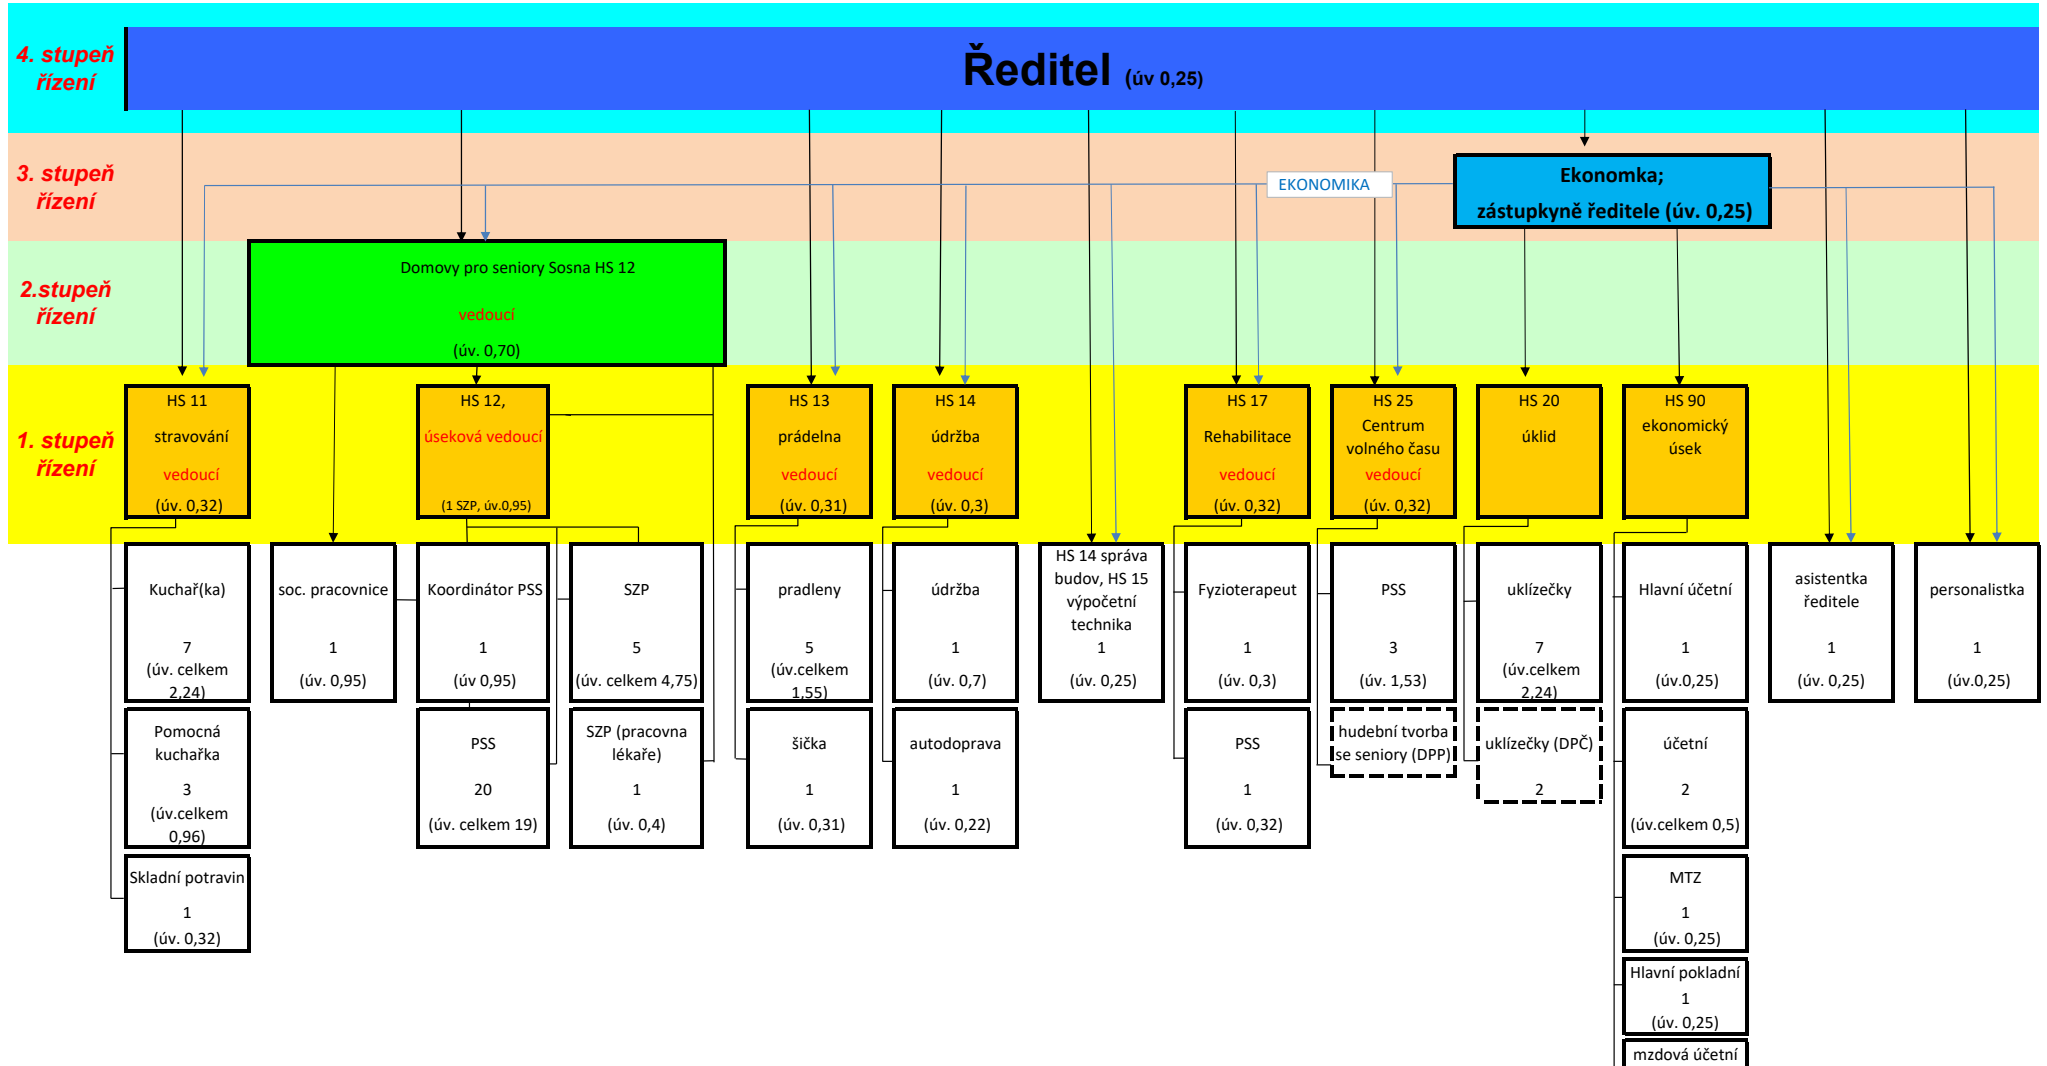 4. stupeň
řízení
Ředitel (úv 0,25)
3. stupeň
řízení
EKONOMIKA
Ekonomka;
zástupkyně ředitele (úv. 0,25)
2.stupeň
řízení
Domovy pro seniory Sosna HS 12
vedoucí
(úv. 0,70)
1. stupeň
řízení
HS 11
stravování
vedoucí
(úv. 0,32)
HS 12,
úseková vedoucí
(1 SZP, úv.0,95)
HS 13
prádelna
vedoucí
(úv. 0,31)
HS 14
údržba
vedoucí
(úv. 0,3)
HS 17
Rehabilitace
vedoucí
(úv. 0,32)
HS 25
Centrum
volného času
vedoucí
(úv. 0,32)
HS 20
úklid
HS 90
ekonomický
úsek
Kuchař(ka)
7
(úv. celkem
2,24)
soc. pracovnice
1
(úv. 0,95)
Koordinátor PSS
1
(úv 0,95)
SZP
5
(úv. celkem 4,75)
pradleny
5
(úv.celkem
1,55)
údržba
1
(úv. 0,7)
HS 14 správa
budov, HS 15
výpočetní
technika
1
(úv. 0,25)
Fyzioterapeut
1
(úv. 0,3)
PSS
3
(úv. 1,53)
uklízečky
7
(úv.celkem
2,24)
Hlavní účetní
1
(úv.0,25)
asistentka
ředitele
1
(úv. 0,25)
personalistka
1
(úv.0,25)
Pomocná
kuchařka
3
(úv.celkem
0,96)
PSS
20
(úv. celkem 19)
SZP (pracovna
lékaře)
1
(úv. 0,4)
šička
1
(úv. 0,31)
autodoprava
1
(úv. 0,22)
PSS
1
(úv. 0,32)
hudební tvorba
se seniory (DPP)
uklízečky (DPČ)
2
účetní
2
(úv.celkem 0,5)
Skladní potravin
1
(úv. 0,32)
MTZ
1
(úv. 0,25)
Hlavní pokladní
1
(úv. 0,25)
mzdová účetní